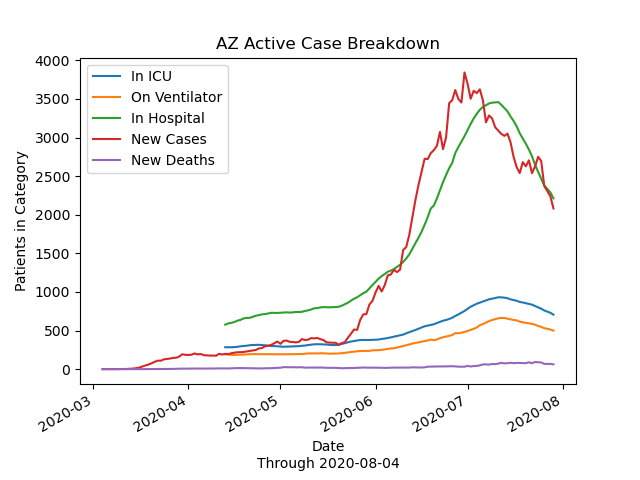 AZ Active Case Breakdown
In ICU
On Ventilator
In Hospital
New Cases
New Deaths
Patients in Category
4000
3500
3000
2500
2000
1500
1000
500
0
2020-03
2020-04
2020-05
2020-06
2020-07
2020-08
Date
Through 2020-08-04